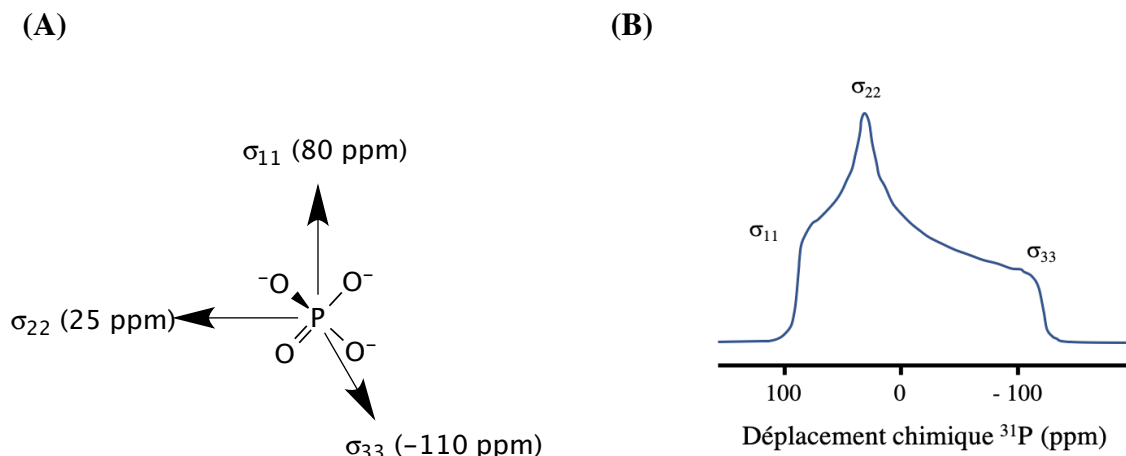 (A)
(B)
σ11 (80 ppm)
–O
O–
σ22 (25 ppm)
P
O
O–
σ33 (–110 ppm)
σ22
σ11
σ33
100
0
- 100
Déplacement chimique 31P (ppm)